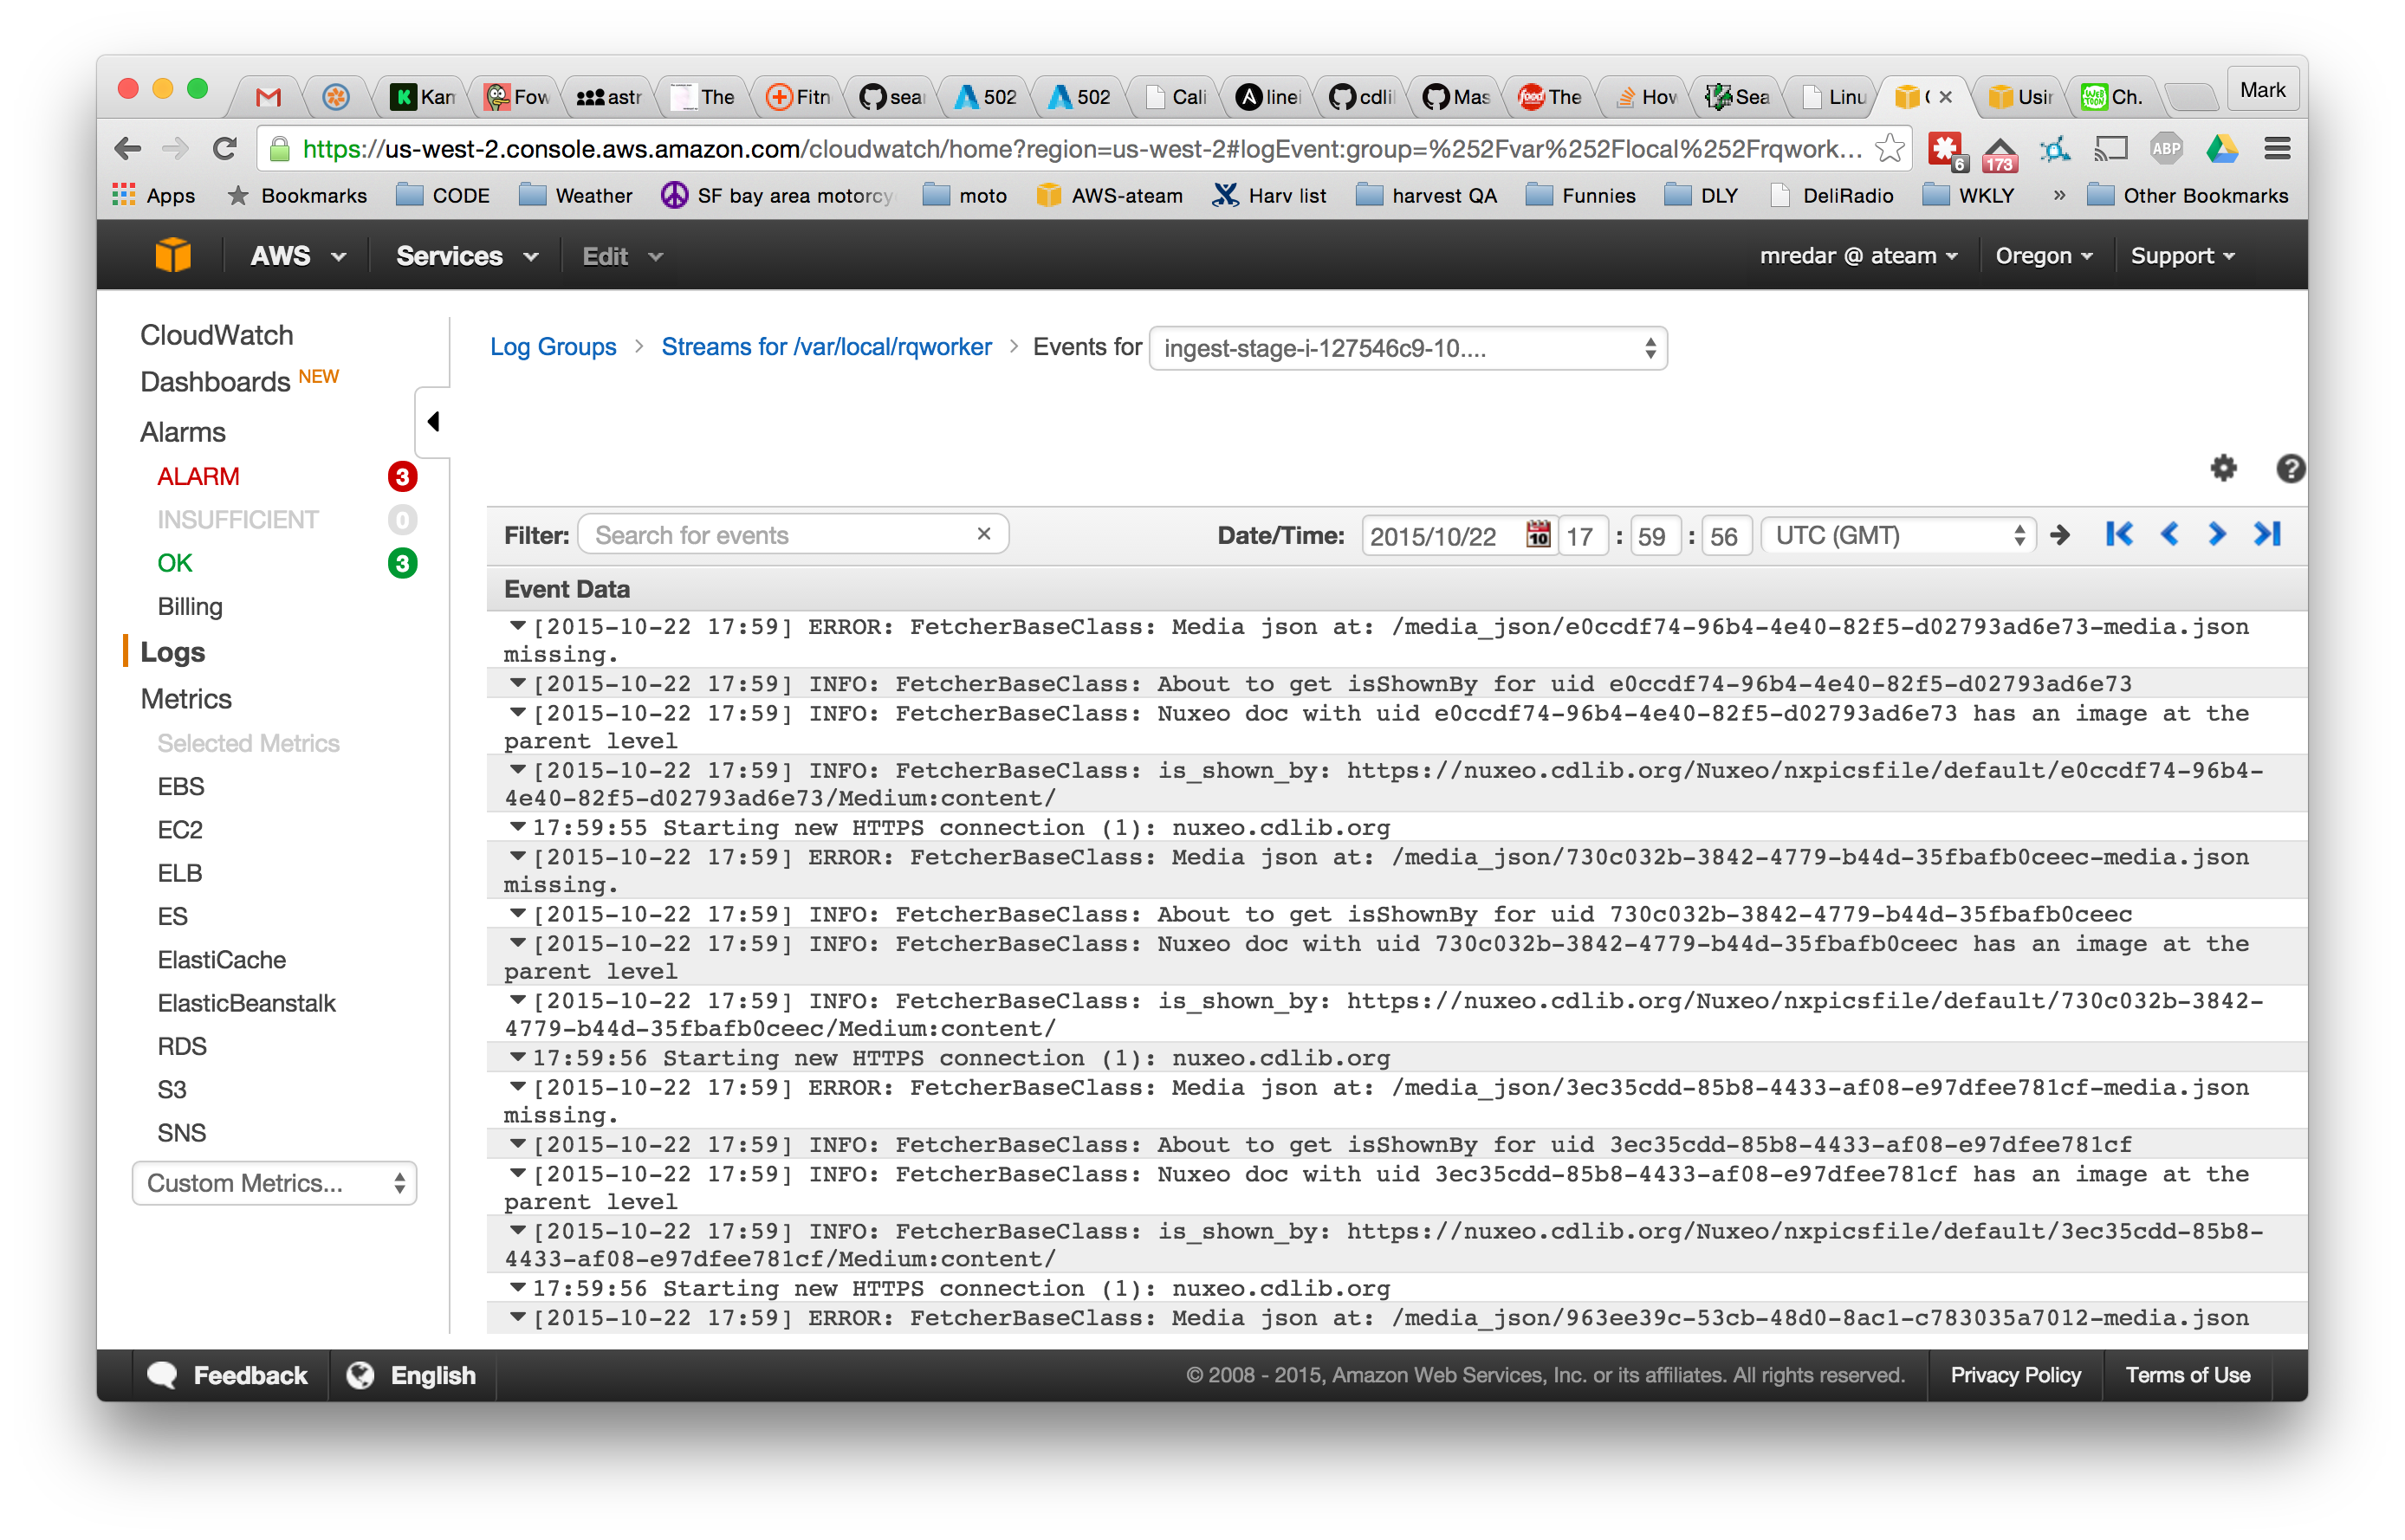 Kan
Fow
astr
The
Fitn
sear
502
502
Cali
linei
cdli
Mas
The
How
Sea
Linu
Usin
Ch.
Mark
https://us-west-2.console.aws.amazon.com/cloudwatch/home?region=us-west-2#logEvent:group=%252Fvar%252Flocal%252Frqwork...
6
173
ABP
Apps
Bookmarks
CODE
Weather
SF bay area motorcy
moto
AWS-ateam
Harv list
harvest QA
Funnies
DLY
DeliRadio
WKLY
»
Other Bookmarks
AWS
Services
Edit
mredar @ ateam
Oregon
Support
CloudWatch
Dashboards NEW
Alarms
ALARM 3
INSUFFICIENT 0
OK 3
Billing
Logs
Metrics
Selected Metrics
EBS
EC2
ELB
ES
ElastiCache
ElasticBeanstalk
RDS
S3
SNS
Custom Metrics...
Log Groups > Streams for /var/local/rqworker > Events for ingest-stage-i-127546c9-10....
Filter: Search for events × Date/Time: 2015/10/22 10 17 : 59 : 56 UTC (GMT)
Event Data
[2015-10-22 17:59] ERROR: FetcherBaseClass: Media json at: /media_json/e0ccdf74-96b4-4e40-82f5-d02793ad6e73-media.json
missing.
[2015-10-22 17:59] INFO: FetcherBaseClass: About to get isShownBy for uid e0ccdf74-96b4-4e40-82f5-d02793ad6e73
[2015-10-22 17:59] INFO: FetcherBaseClass: Nuxeo doc with uid e0ccdf74-96b4-4e40-82f5-d02793ad6e73 has an image at the
parent level
[2015-10-22 17:59] INFO: FetcherBaseClass: is_shown_by: https://nuxeo.cdlib.org/Nuxeo/nxpicsfile/default/e0ccdf74-96b4-
4e40-82f5-d02793ad6e73/Medium:content/
17:59:55 Starting new HTTPS connection (1): nuxeo.cdlib.org
[2015-10-22 17:59] ERROR: FetcherBaseClass: Media json at: /media_json/730c032b-3842-4779-b44d-35fbafb0ceec-media.json
missing.
[2015-10-22 17:59] INFO: FetcherBaseClass: About to get isShownBy for uid 730c032b-3842-4779-b44d-35fbafb0ceec
[2015-10-22 17:59] INFO: FetcherBaseClass: Nuxeo doc with uid 730c032b-3842-4779-b44d-35fbafb0ceec has an image at the
parent level
[2015-10-22 17:59] INFO: FetcherBaseClass: is_shown_by: https://nuxeo.cdlib.org/Nuxeo/nxpicsfile/default/730c032b-3842-
4779-b44d-35fbafb0ceec/Medium:content/
17:59:56 Starting new HTTPS connection (1): nuxeo.cdlib.org
[2015-10-22 17:59] ERROR: FetcherBaseClass: Media json at: /media_json/3ec35cdd-85b8-4433-af08-e97dfee781cf-media.json
missing.
[2015-10-22 17:59] INFO: FetcherBaseClass: About to get isShownBy for uid 3ec35cdd-85b8-4433-af08-e97dfee781cf
[2015-10-22 17:59] INFO: FetcherBaseClass: Nuxeo doc with uid 3ec35cdd-85b8-4433-af08-e97dfee781cf has an image at the
parent level
[2015-10-22 17:59] INFO: FetcherBaseClass: is_shown_by: https://nuxeo.cdlib.org/Nuxeo/nxpicsfile/default/3ec35cdd-85b8-
4433-af08-e97dfee781cf/Medium:content/
17:59:56 Starting new HTTPS connection (1): nuxeo.cdlib.org
[2015-10-22 17:59] ERROR: FetcherBaseClass: Media json at: /media_json/963ee39c-53cb-48d0-8ac1-c783035a7012-media.json
Feedback
English
© 2008 - 2015, Amazon Web Services, Inc. or its affiliates. All rights reserved.
Privacy Policy
Terms of Use